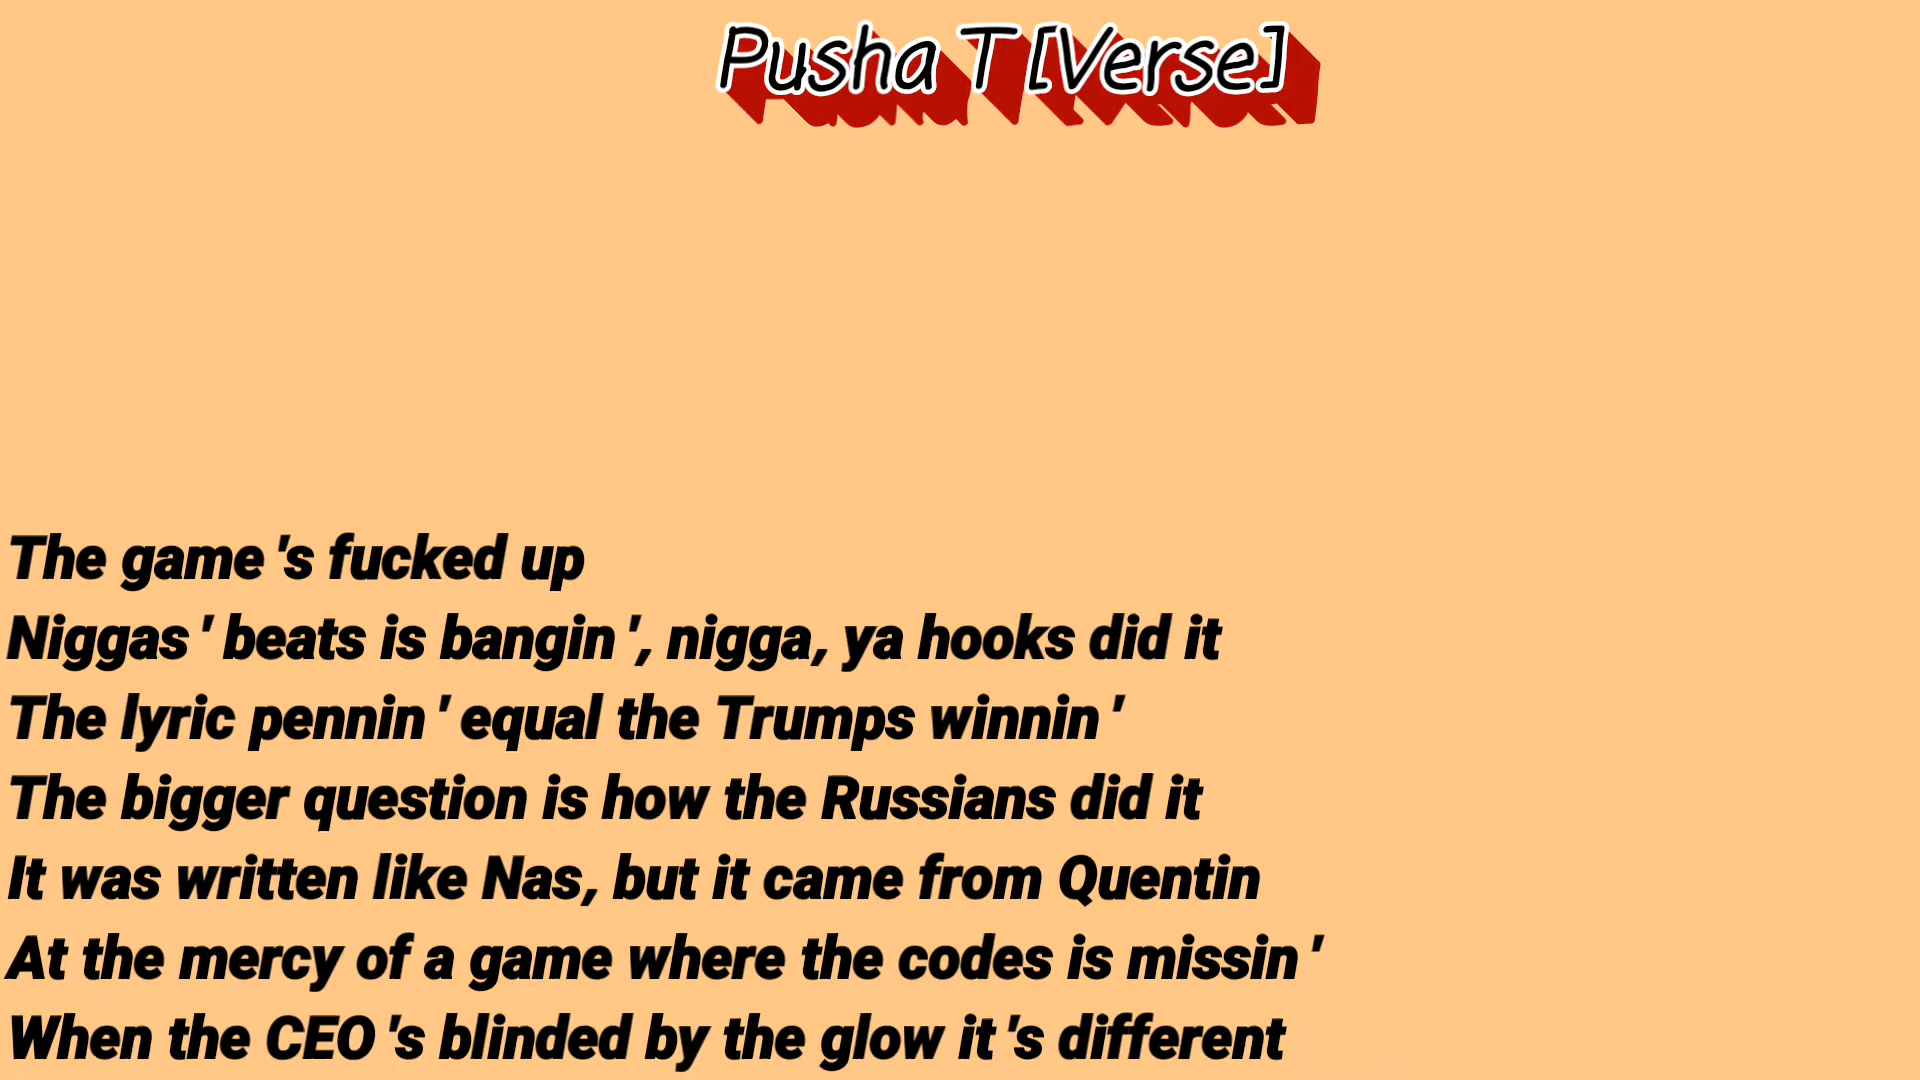 Pusha T [Verse]
The game's fucked up
Niggas' beats is bangin', nigga, ya hooks did it
The lyric pennin' equal the Trumps winnin'
The bigger question is how the Russians did it
It was written like Nas, but it came from Quentin
At the mercy of a game where the codes is missin'
When the CEO's blinded by the glow it's different